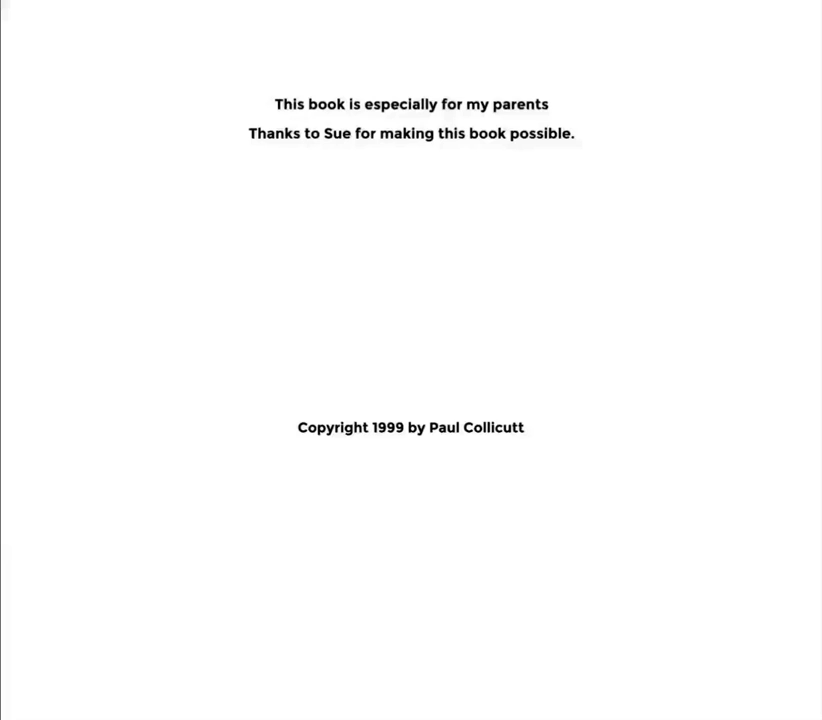 This book is especially for my parents
Thanks to Sue for making this book possible.
Copyright 1999 by Paul Collicutt